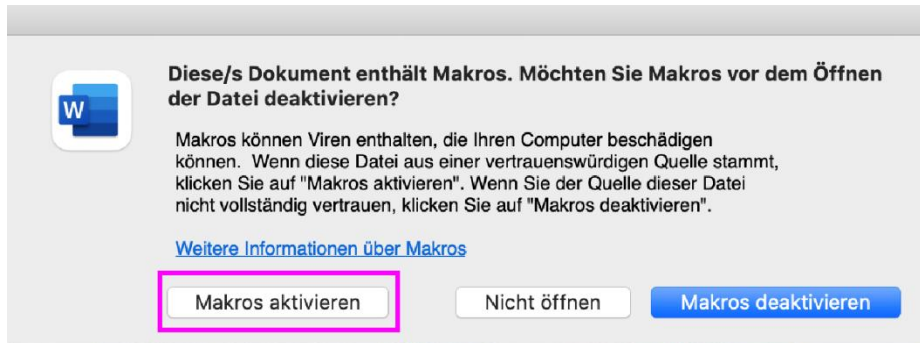 Diese/s Dokument enthält Makros. Möchten Sie Makros vor dem Öffnen
der Datei deaktivieren?
W
Makros können Viren enthalten, die Ihren Computer beschädigen
können.  Wenn diese Datei aus einer vertrauenswürdigen Quelle stammt,
klicken Sie auf "Makros aktivieren". Wenn Sie der Quelle dieser Datei
nicht vollständig vertrauen, klicken Sie auf "Makros deaktivieren".
Weitere Informationen über Makros
Makros aktivieren Nicht öffnen Makros deaktivieren